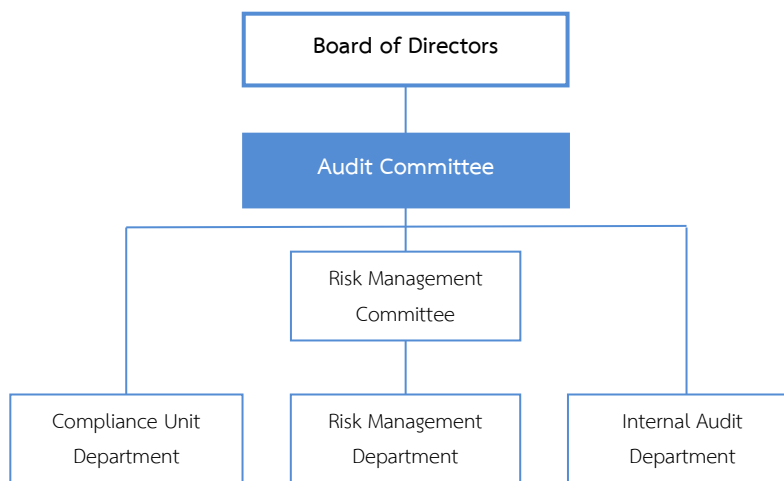 Board of Directors
Audit Committee
Risk Management
Committee
Compliance Unit
Department
Risk Management
Department
Internal Audit
Department